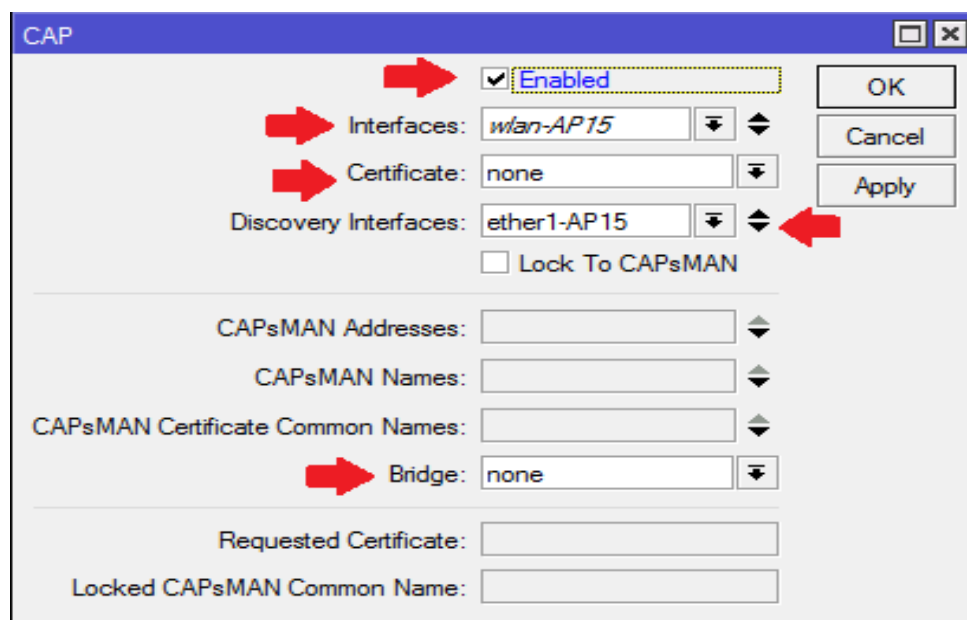 CAP
Enabled
OK
Interfaces: wlan-AP15
Cancel
Certificate: none
Apply
Discovery Interfaces: ether1-AP15
Lock To CAPsMAN
CAPsMAN Addresses:
CAPsMAN Names:
CAPsMAN Certificate Common Names:
Bridge: none
Requested Certificate:
Locked CAPsMAN Common Name: